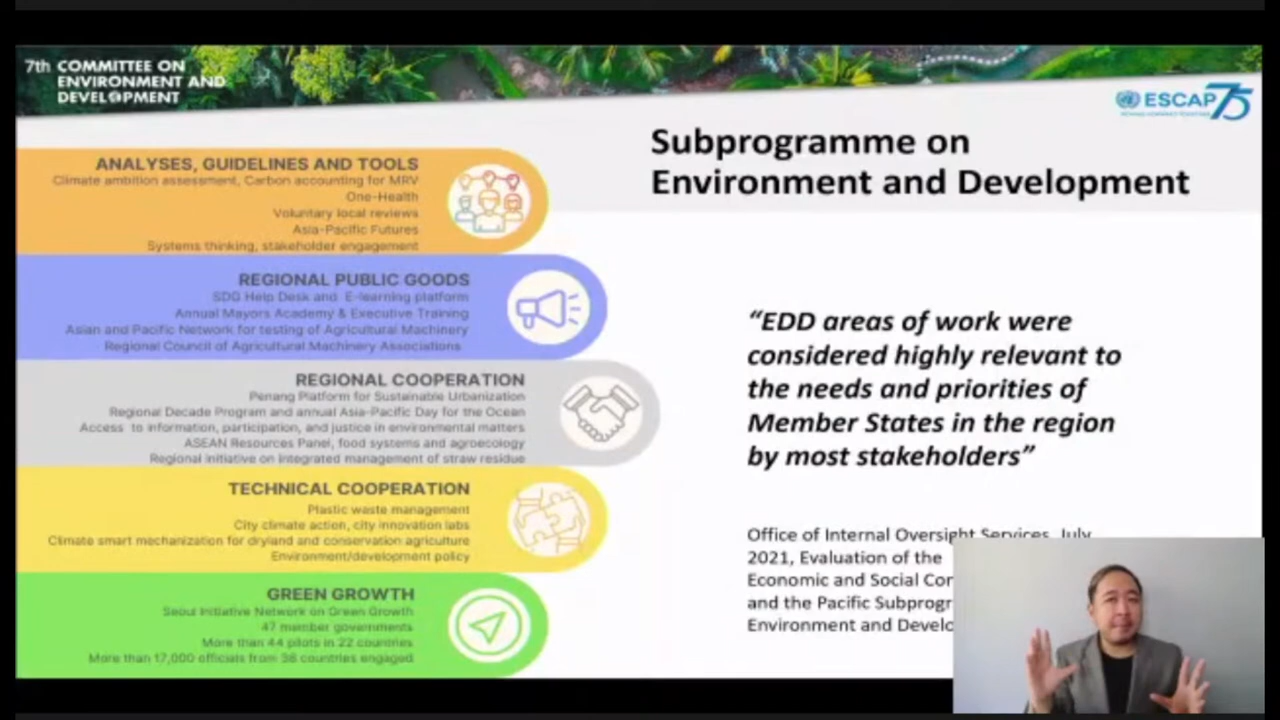 7th COMMITTEE ON
ENVIRONMENT AND
DEVELOPMENT
ESCAP 75
Subprogramme on
Environment and Development
ANALYSES, GUIDELINES AND TOOLS
Climate ambition assessment, Carbon accounting for MRV
One-Health
Voluntary local reviews
Asia-Pacific Futures
Systems thinking, stakeholder engagement
REGIONAL PUBLIC GOODS
SDG Help Desk and E-learning platform
Annual Mayors Academy & Executive Training
Asian and Pacific Network for testing of Agricultural Machinery
Regional Council of Agricultural Machinery Associations
REGIONAL COOPERATION
Penang Platform for Sustainable Urbanization
Regional Decade Program and annual Asia-Pacific Day for the Ocean
Access to information, participation, and justice in environmental matters
ASEAN Resources Panel, food systems and agroecology
Regional initiative on integrated management of straw residue
TECHNICAL COOPERATION
Plastic waste management
City climate action, city innovation labs
Climate smart mechanization for dryland and conservation agriculture
Environment/development policy
GREEN GROWTH
Seoul Initiative Network on Green Growth
47 member governments
More than 44 pilots in 22 countries
More than 17,000 officials from 38 countries engaged
“EDD areas of work were
considered highly relevant to
the needs and priorities of
Member States in the region
by most stakeholders”
Office of Internal Oversight Services, July
2021, Evaluation of the
Economic and Social Cor
and the Pacific Subprogr
Environment and Develo